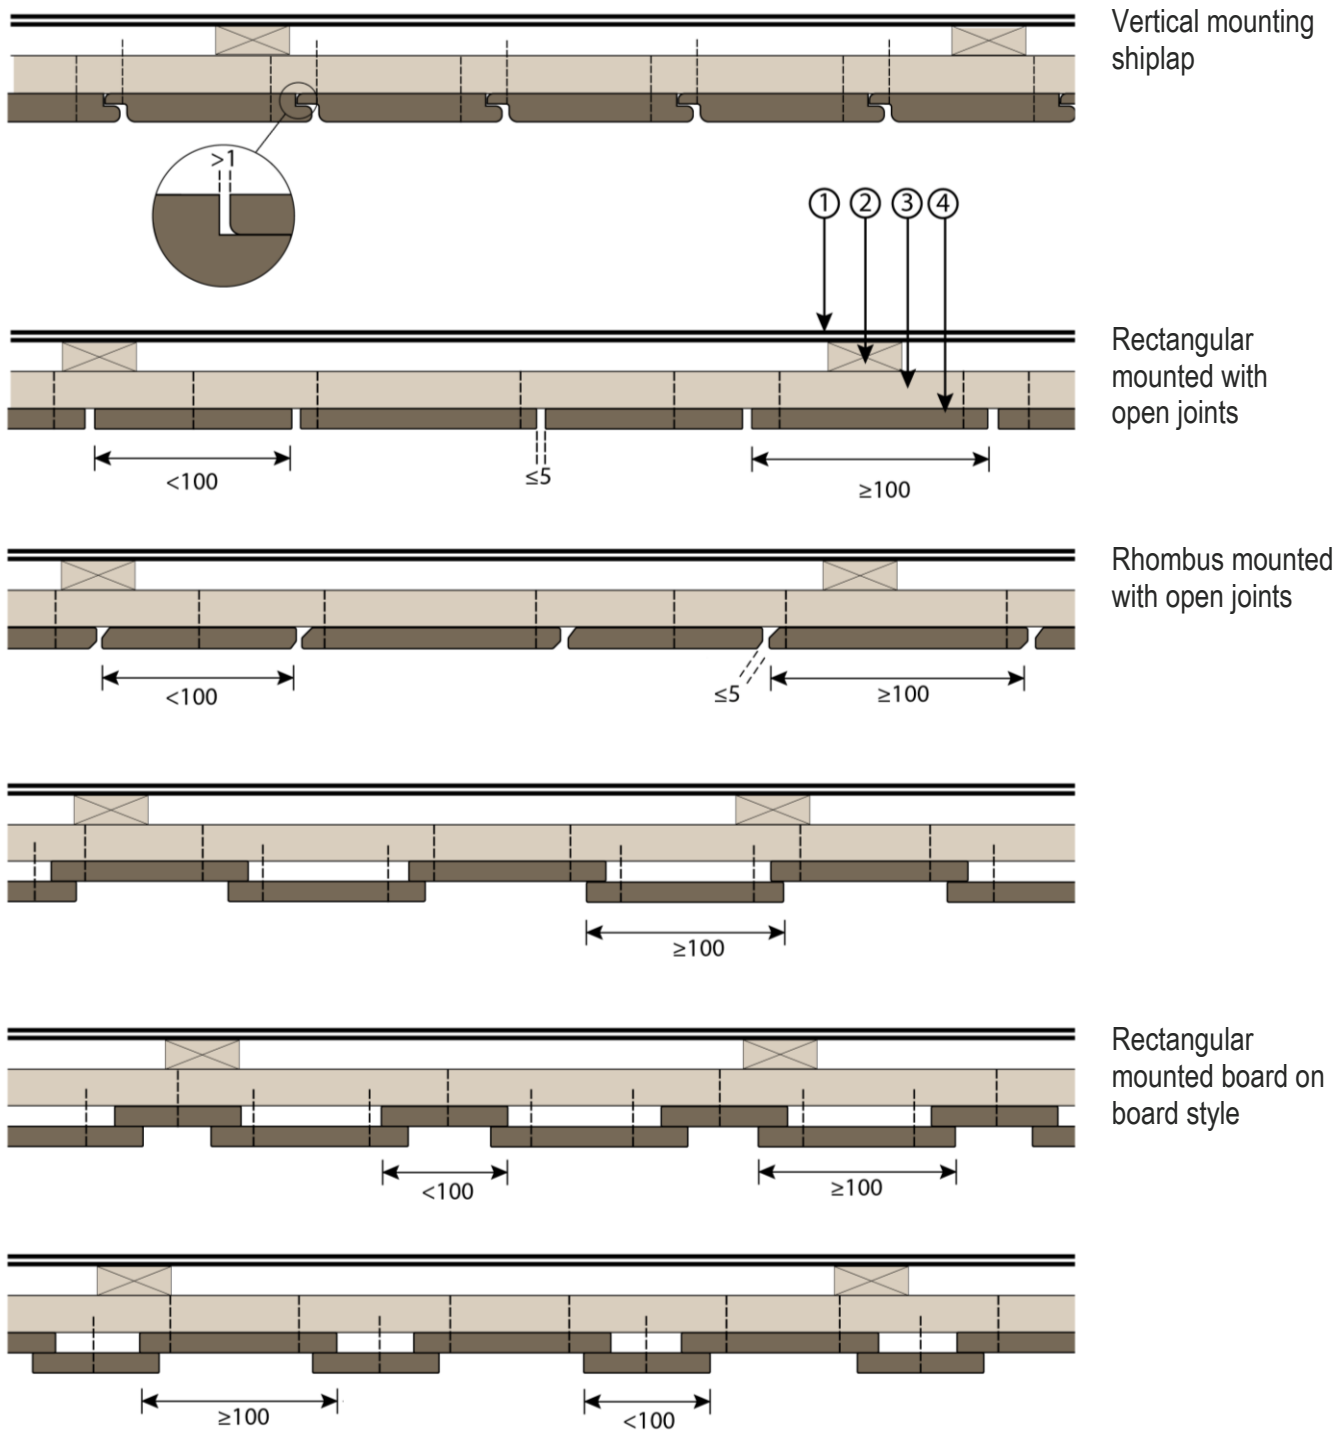 Vertical mounting
shiplap
>1
① ② ③ ④
Rectangular
mounted with
open joints
<100
≤5
≥100
Rhombus mounted
with open joints
<100
≤5
≥100
≥100
Rectangular
mounted board on
board style
<100
≥100
≥100
<100